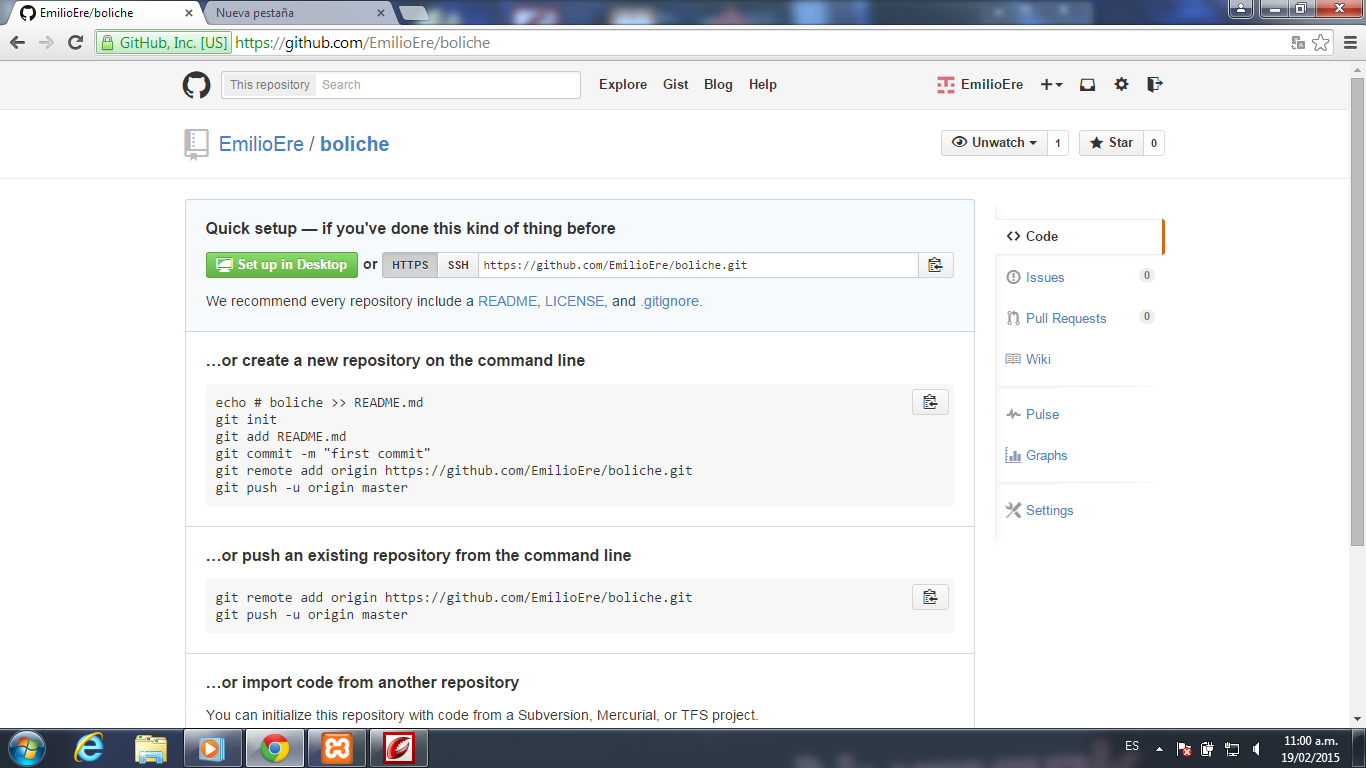 EmilioEre/boliche
Nueva pestaña
GitHub, Inc. [US] https://github.com/EmilioEre/boliche
This repository Search Explore Gist Blog Help EmilioEre
EmilioEre / boliche
Unwatch 1 Star 0
Quick setup — if you've done this kind of thing before
Set up in Desktop or HTTPS SSH https://github.com/EmilioEre/boliche.git
We recommend every repository include a README, LICENSE, and .gitignore.
…or create a new repository on the command line
echo # boliche >> README.md
git init
git add README.md
git commit -m "first commit"
git remote add origin https://github.com/EmilioEre/boliche.git
git push -u origin master
…or push an existing repository from the command line
git remote add origin https://github.com/EmilioEre/boliche.git
git push -u origin master
…or import code from another repository
You can initialize this repository with code from a Subversion, Mercurial, or TFS project.
Code
Issues 0
Pull Requests 0
Wiki
Pulse
Graphs
Settings
ES
11:00 a.m.
19/02/2015